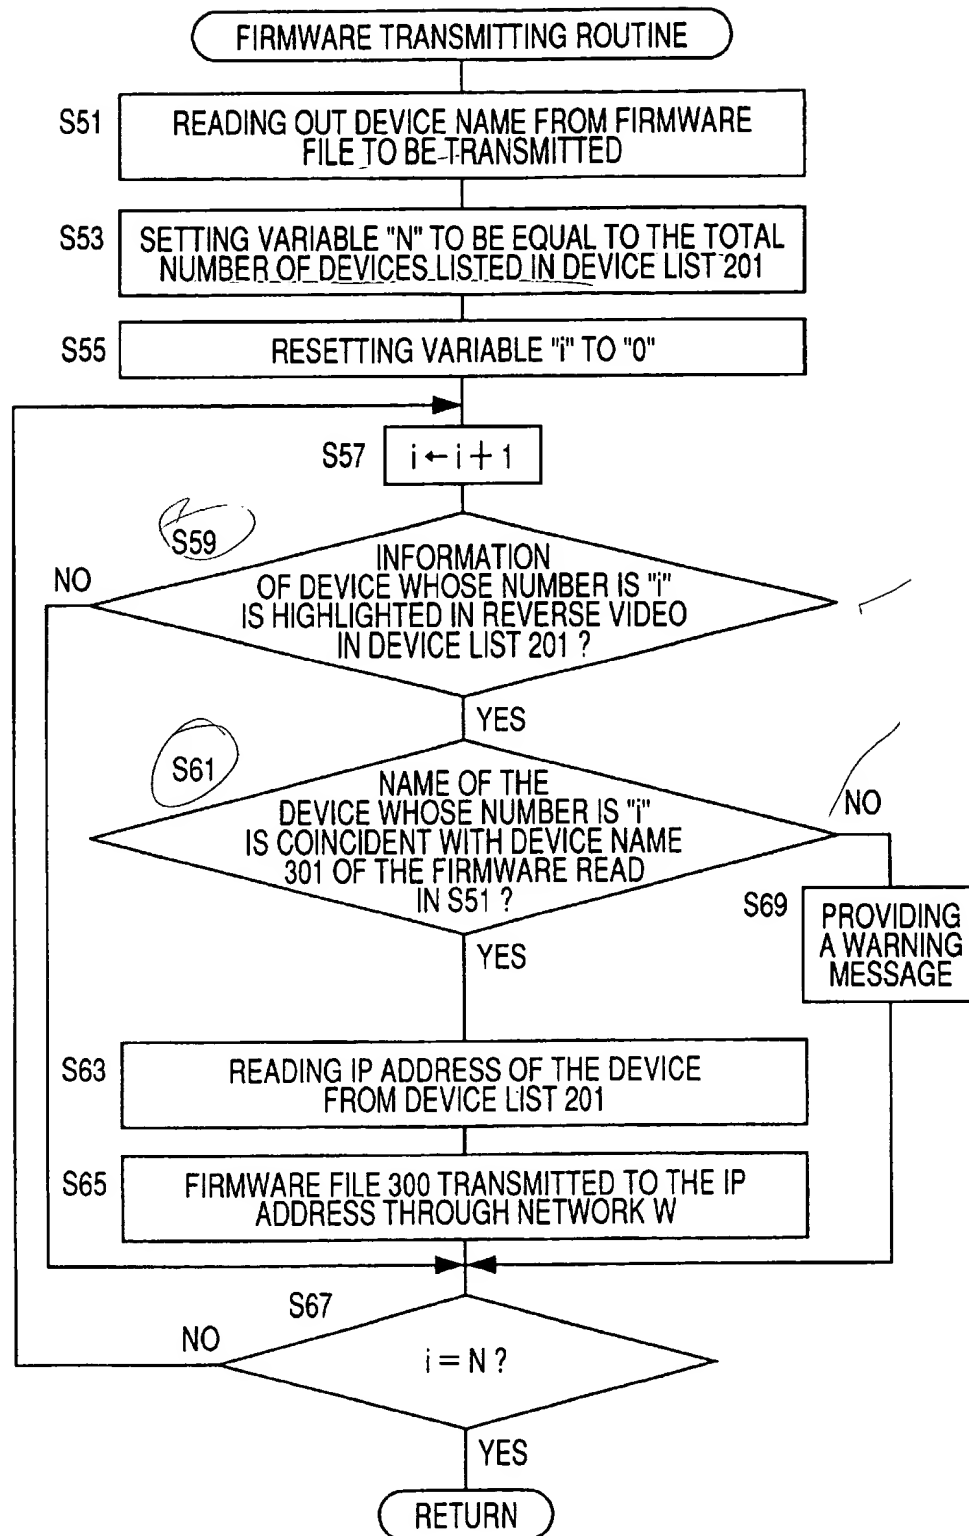 FIRMWARE TRANSMITTING ROUTINE
S51
READING OUT DEVICE NAME FROM FIRMWARE
FILE TO BE TRANSMITTED
S53
SETTING VARIABLE "N" TO BE EQUAL TO THE TOTAL
NUMBER OF DEVICES LISTED IN DEVICE LIST 201
S55
RESETTING VARIABLE "i" TO "0"
S57
i ← i + 1
S59
INFORMATION
OF DEVICE WHOSE NUMBER IS "i"
IS HIGHLIGHTED IN REVERSE VIDEO
IN DEVICE LIST 201 ?
NO
YES
S61
NAME OF THE
DEVICE WHOSE NUMBER IS "i"
IS COINCIDENT WITH DEVICE NAME
301 OF THE FIRMWARE READ
IN S51 ?
NO
YES
S69
PROVIDING
A WARNING
MESSAGE
S63
READING IP ADDRESS OF THE DEVICE
FROM DEVICE LIST 201
S65
FIRMWARE FILE 300 TRANSMITTED TO THE IP
ADDRESS THROUGH NETWORK W
S67
NO
i = N ?
YES
RETURN